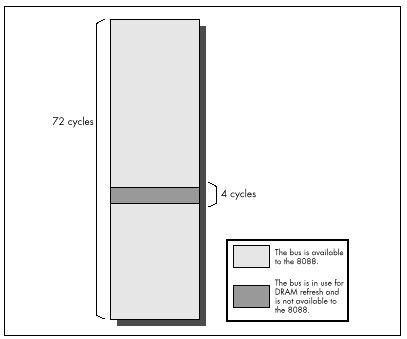 72 cycles
4 cycles
The bus is available
to the 8088.
The bus is in use for
DRAM refresh and
is not available to
the 8088.